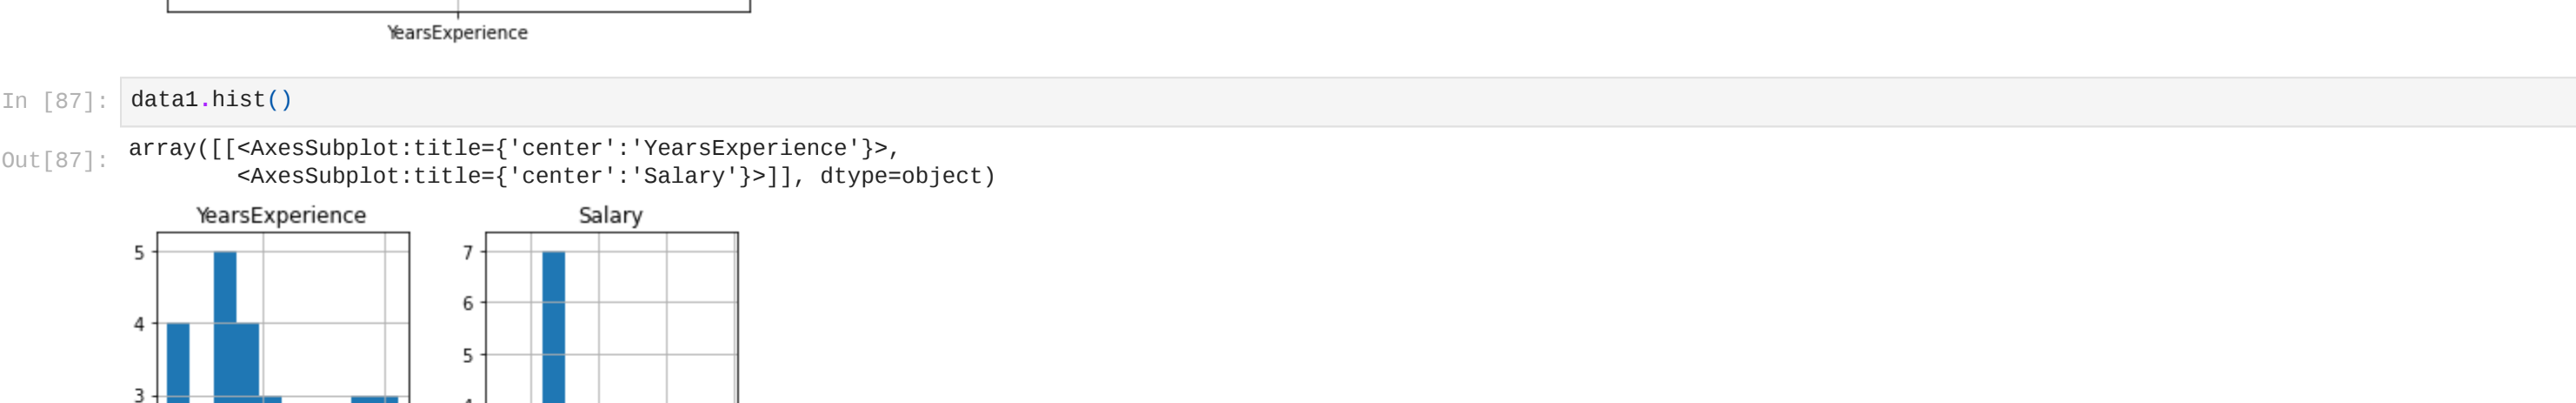 YearsExperience
In [87]: data1.hist()
Out[87]: array([[<AxesSubplot:title={'center':'YearsExperience'}>,
<AxesSubplot:title={'center':'Salary'}>]], dtype=object)
YearsExperience Salary
5 7
6
4
5
3